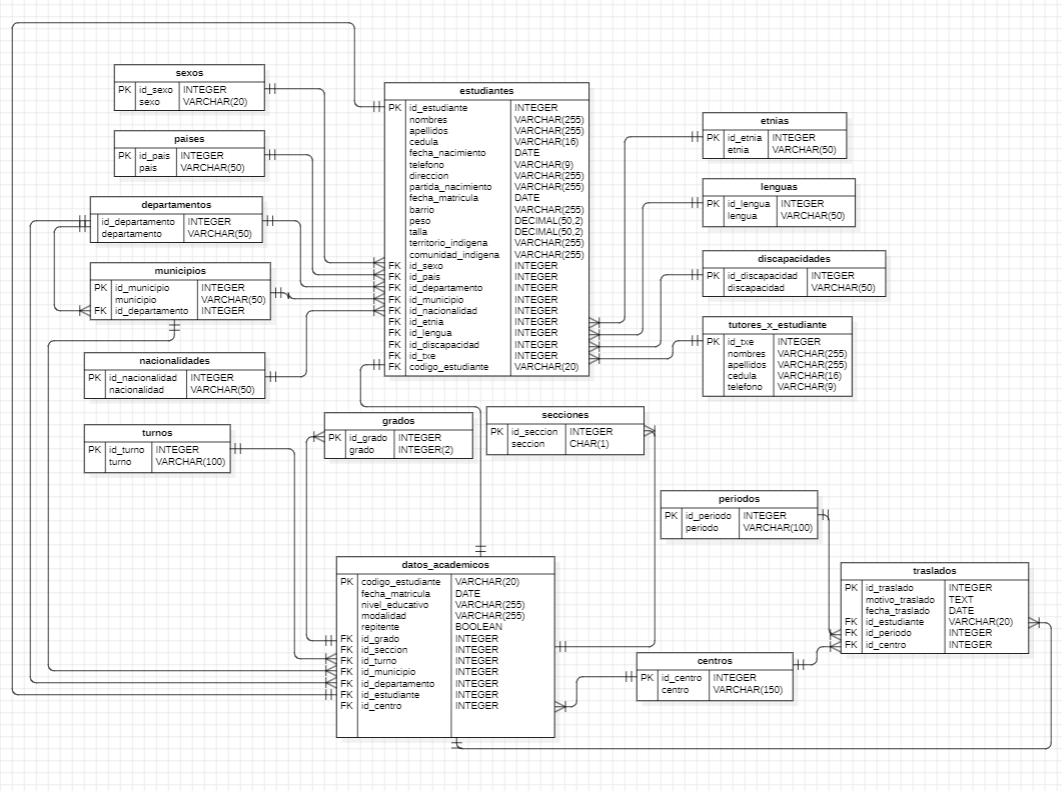 sexos
PK id_sexo INTEGER
sexo VARCHAR(20)
paises
PK id_pais INTEGER
pais VARCHAR(50)
departamentos
id_departamento INTEGER
departamento VARCHAR(50)
municipios
PK id_municipio INTEGER
municipio VARCHAR(50)
FK id_departamento INTEGER
nacionalidades
PK id_nacionalidad INTEGER
nacionalidad VARCHAR(50)
turnos
PK id_turno INTEGER
turno VARCHAR(100)
estudiantes
PK id_estudiante INTEGER
nombres VARCHAR(255)
apellidos VARCHAR(255)
cedula VARCHAR(16)
fecha_nacimiento DATE
telefono VARCHAR(9)
direccion VARCHAR(255)
partida_nacimiento VARCHAR(255)
fecha_matricula DATE
barrio VARCHAR(255)
peso DECIMAL(50,2)
talla DECIMAL(50,2)
territorio_indigena VARCHAR(255)
comunidad_indigena VARCHAR(255)
FK id_sexo INTEGER
FK id_pais INTEGER
FK id_departamento INTEGER
FK id_municipio INTEGER
FK id_nacionalidad INTEGER
FK id_etnia INTEGER
FK id_lengua INTEGER
FK id_discapacidad INTEGER
FK id_txe INTEGER
FK codigo_estudiante VARCHAR(20)
etnias
PK id_etnia INTEGER
etnia VARCHAR(50)
lenguas
PK id_lengua INTEGER
lengua VARCHAR(50)
discapacidades
PK id_discapacidad INTEGER
discapacidad VARCHAR(50)
tutores_x_estudiante
PK id_txe INTEGER
nombres VARCHAR(255)
apellidos VARCHAR(255)
cedula VARCHAR(16)
telefono VARCHAR(9)
grados
PK id_grado INTEGER
grado INTEGER(2)
secciones
PK id_seccion INTEGER
seccion CHAR(1)
periodos
PK id_periodo INTEGER
periodo VARCHAR(100)
datos_academicos
PK codigo_estudiante VARCHAR(20)
fecha_matricula DATE
nivel_educativo VARCHAR(255)
modalidad VARCHAR(255)
repitente BOOLEAN
FK id_grado INTEGER
FK id_seccion INTEGER
FK id_turno INTEGER
FK id_municipio INTEGER
FK id_departamento INTEGER
FK id_estudiante INTEGER
FK id_centro INTEGER
traslados
PK id_traslado INTEGER
motivo_traslado TEXT
fecha_traslado DATE
FK id_estudiante VARCHAR(20)
FK id_periodo INTEGER
FK id_centro INTEGER
centros
PK id_centro INTEGER
centro VARCHAR(150)